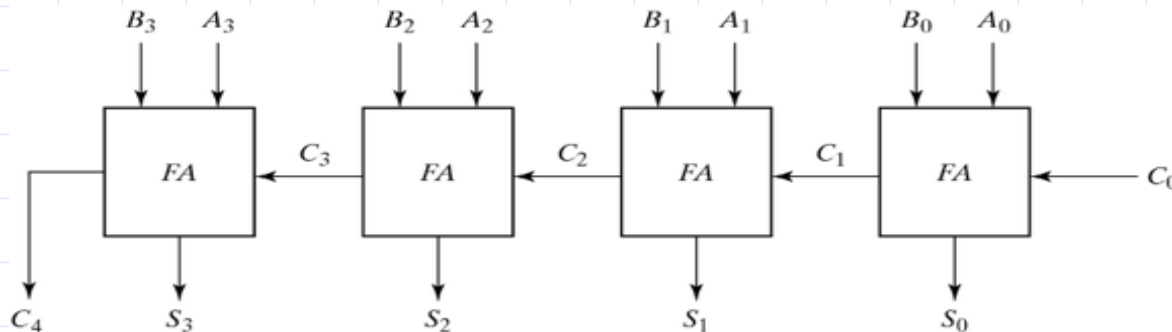 B₃ A₃ B₂ A₂ B₁ A₁ B₀ A₀
C₃ C₂ C₁
FA FA FA FA C₀
C₄ S₃ S₂ S₁ S₀